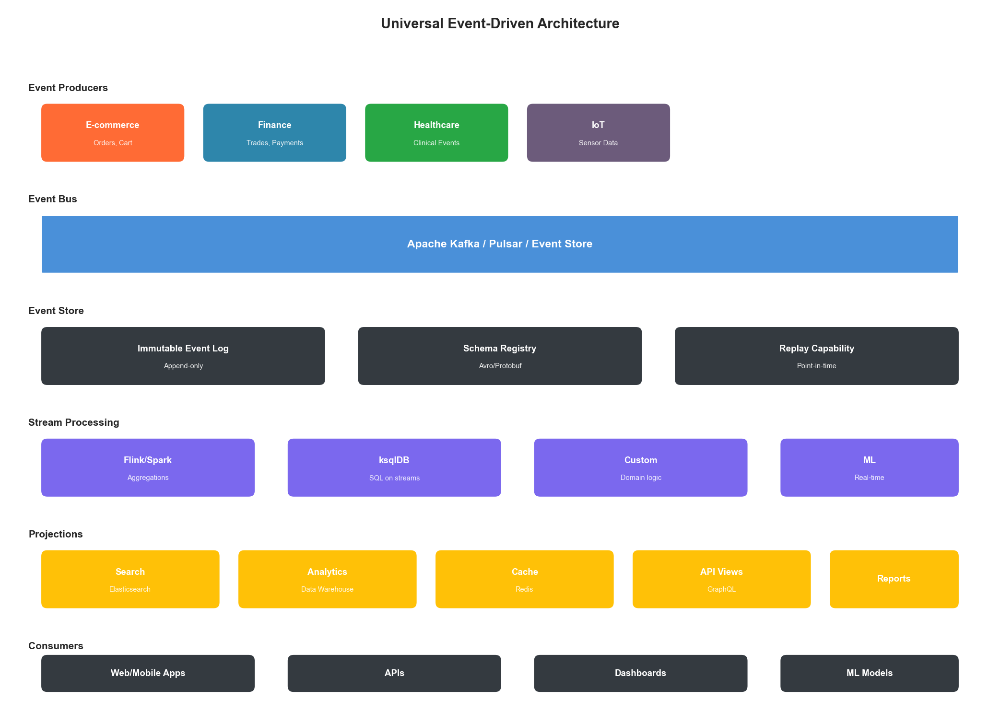 Universal Event-Driven Architecture
Event Producers
E-commerce
Orders, Cart
Finance
Trades, Payments
Healthcare
Clinical Events
IoT
Sensor Data
Event Bus
Apache Kafka / Pulsar / Event Store
Event Store
Immutable Event Log
Append-only
Schema Registry
Avro/Protobuf
Replay Capability
Point-in-time
Stream Processing
Flink/Spark
Aggregations
ksqlDB
SQL on streams
Custom
Domain logic
ML
Real-time
Projections
Search
Elasticsearch
Analytics
Data Warehouse
Cache
Redis
API Views
GraphQL
Reports
Consumers
Web/Mobile Apps
APIs
Dashboards
ML Models